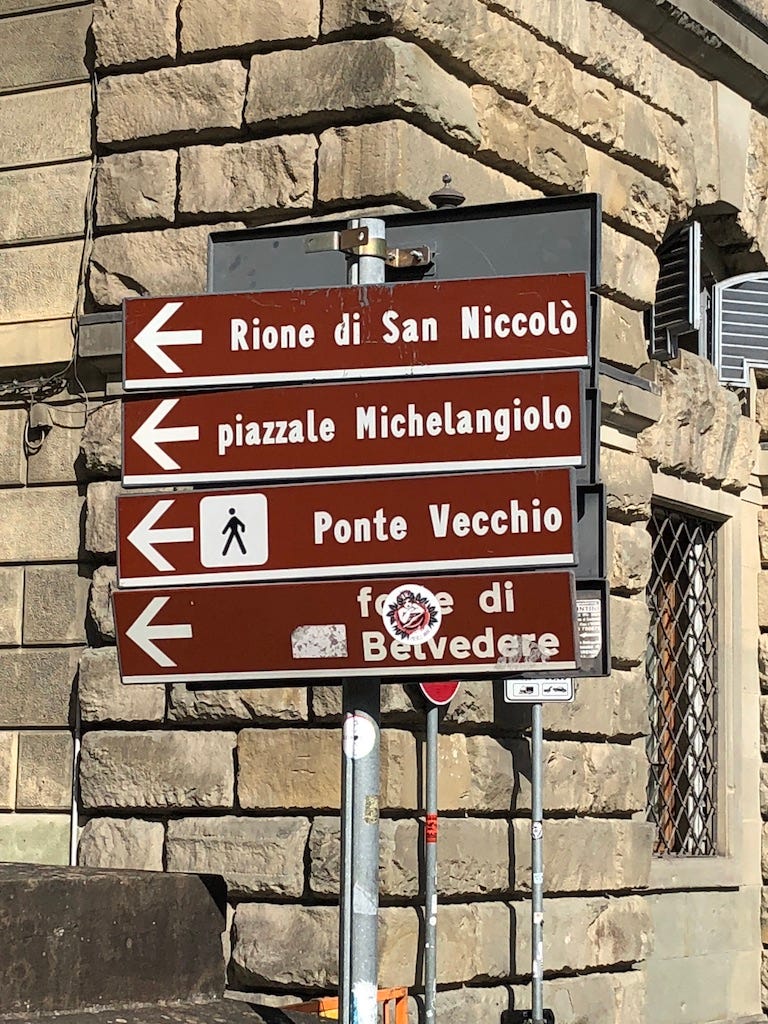 Rione di San Niccolò
piazzale Michelangiolo
Ponte Vecchio
di
Belvedere